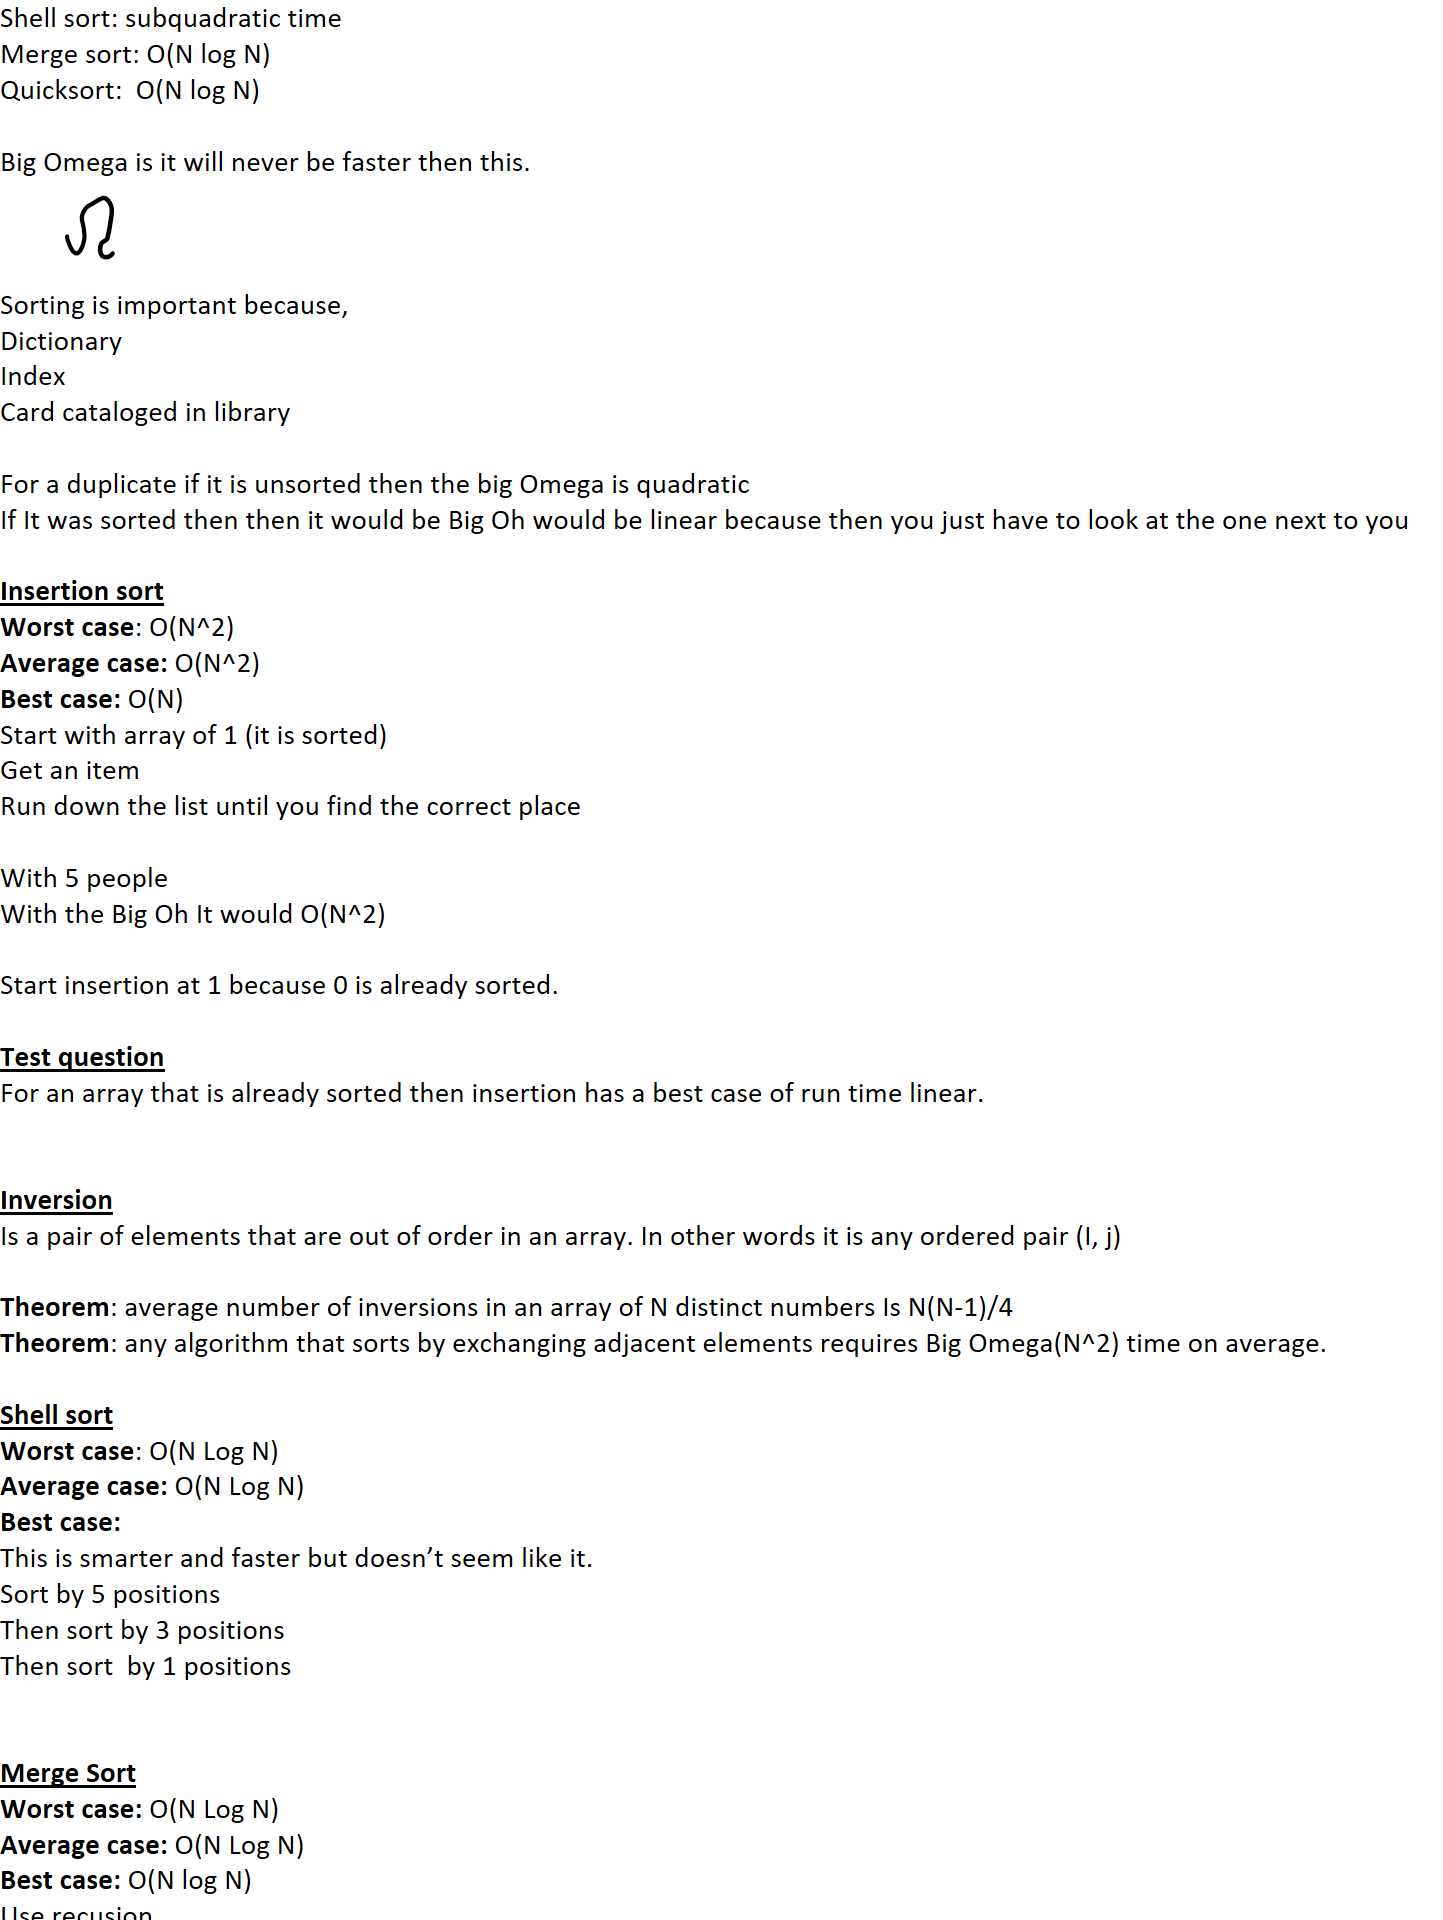 Shell sort: subquadratic time
Merge sort: O(N log N)
Quicksort:  O(N log N)
Big Omega is it will never be faster then this.
Ω
Sorting is important because,
Dictionary
Index
Card cataloged in library
For a duplicate if it is unsorted then the big Omega is quadratic
If It was sorted then then it would be Big Oh would be linear because then you just have to look at the one next to you
Insertion sort
Worst case: O(N^2)
Average case: O(N^2)
Best case: O(N)
Start with array of 1 (it is sorted)
Get an item
Run down the list until you find the correct place
With 5 people
With the Big Oh It would O(N^2)
Start insertion at 1 because 0 is already sorted.
Test question
For an array that is already sorted then insertion has a best case of run time linear.
Inversion
Is a pair of elements that are out of order in an array. In other words it is any ordered pair (I, j)
Theorem: average number of inversions in an array of N distinct numbers Is N(N-1)/4
Theorem: any algorithm that sorts by exchanging adjacent elements requires Big Omega(N^2) time on average.
Shell sort
Worst case: O(N Log N)
Average case: O(N Log N)
Best case:
This is smarter and faster but doesn’t seem like it.
Sort by 5 positions
Then sort by 3 positions
Then sort  by 1 positions
Merge Sort
Worst case: O(N Log N)
Average case: O(N Log N)
Best case: O(N log N)
Use recusion